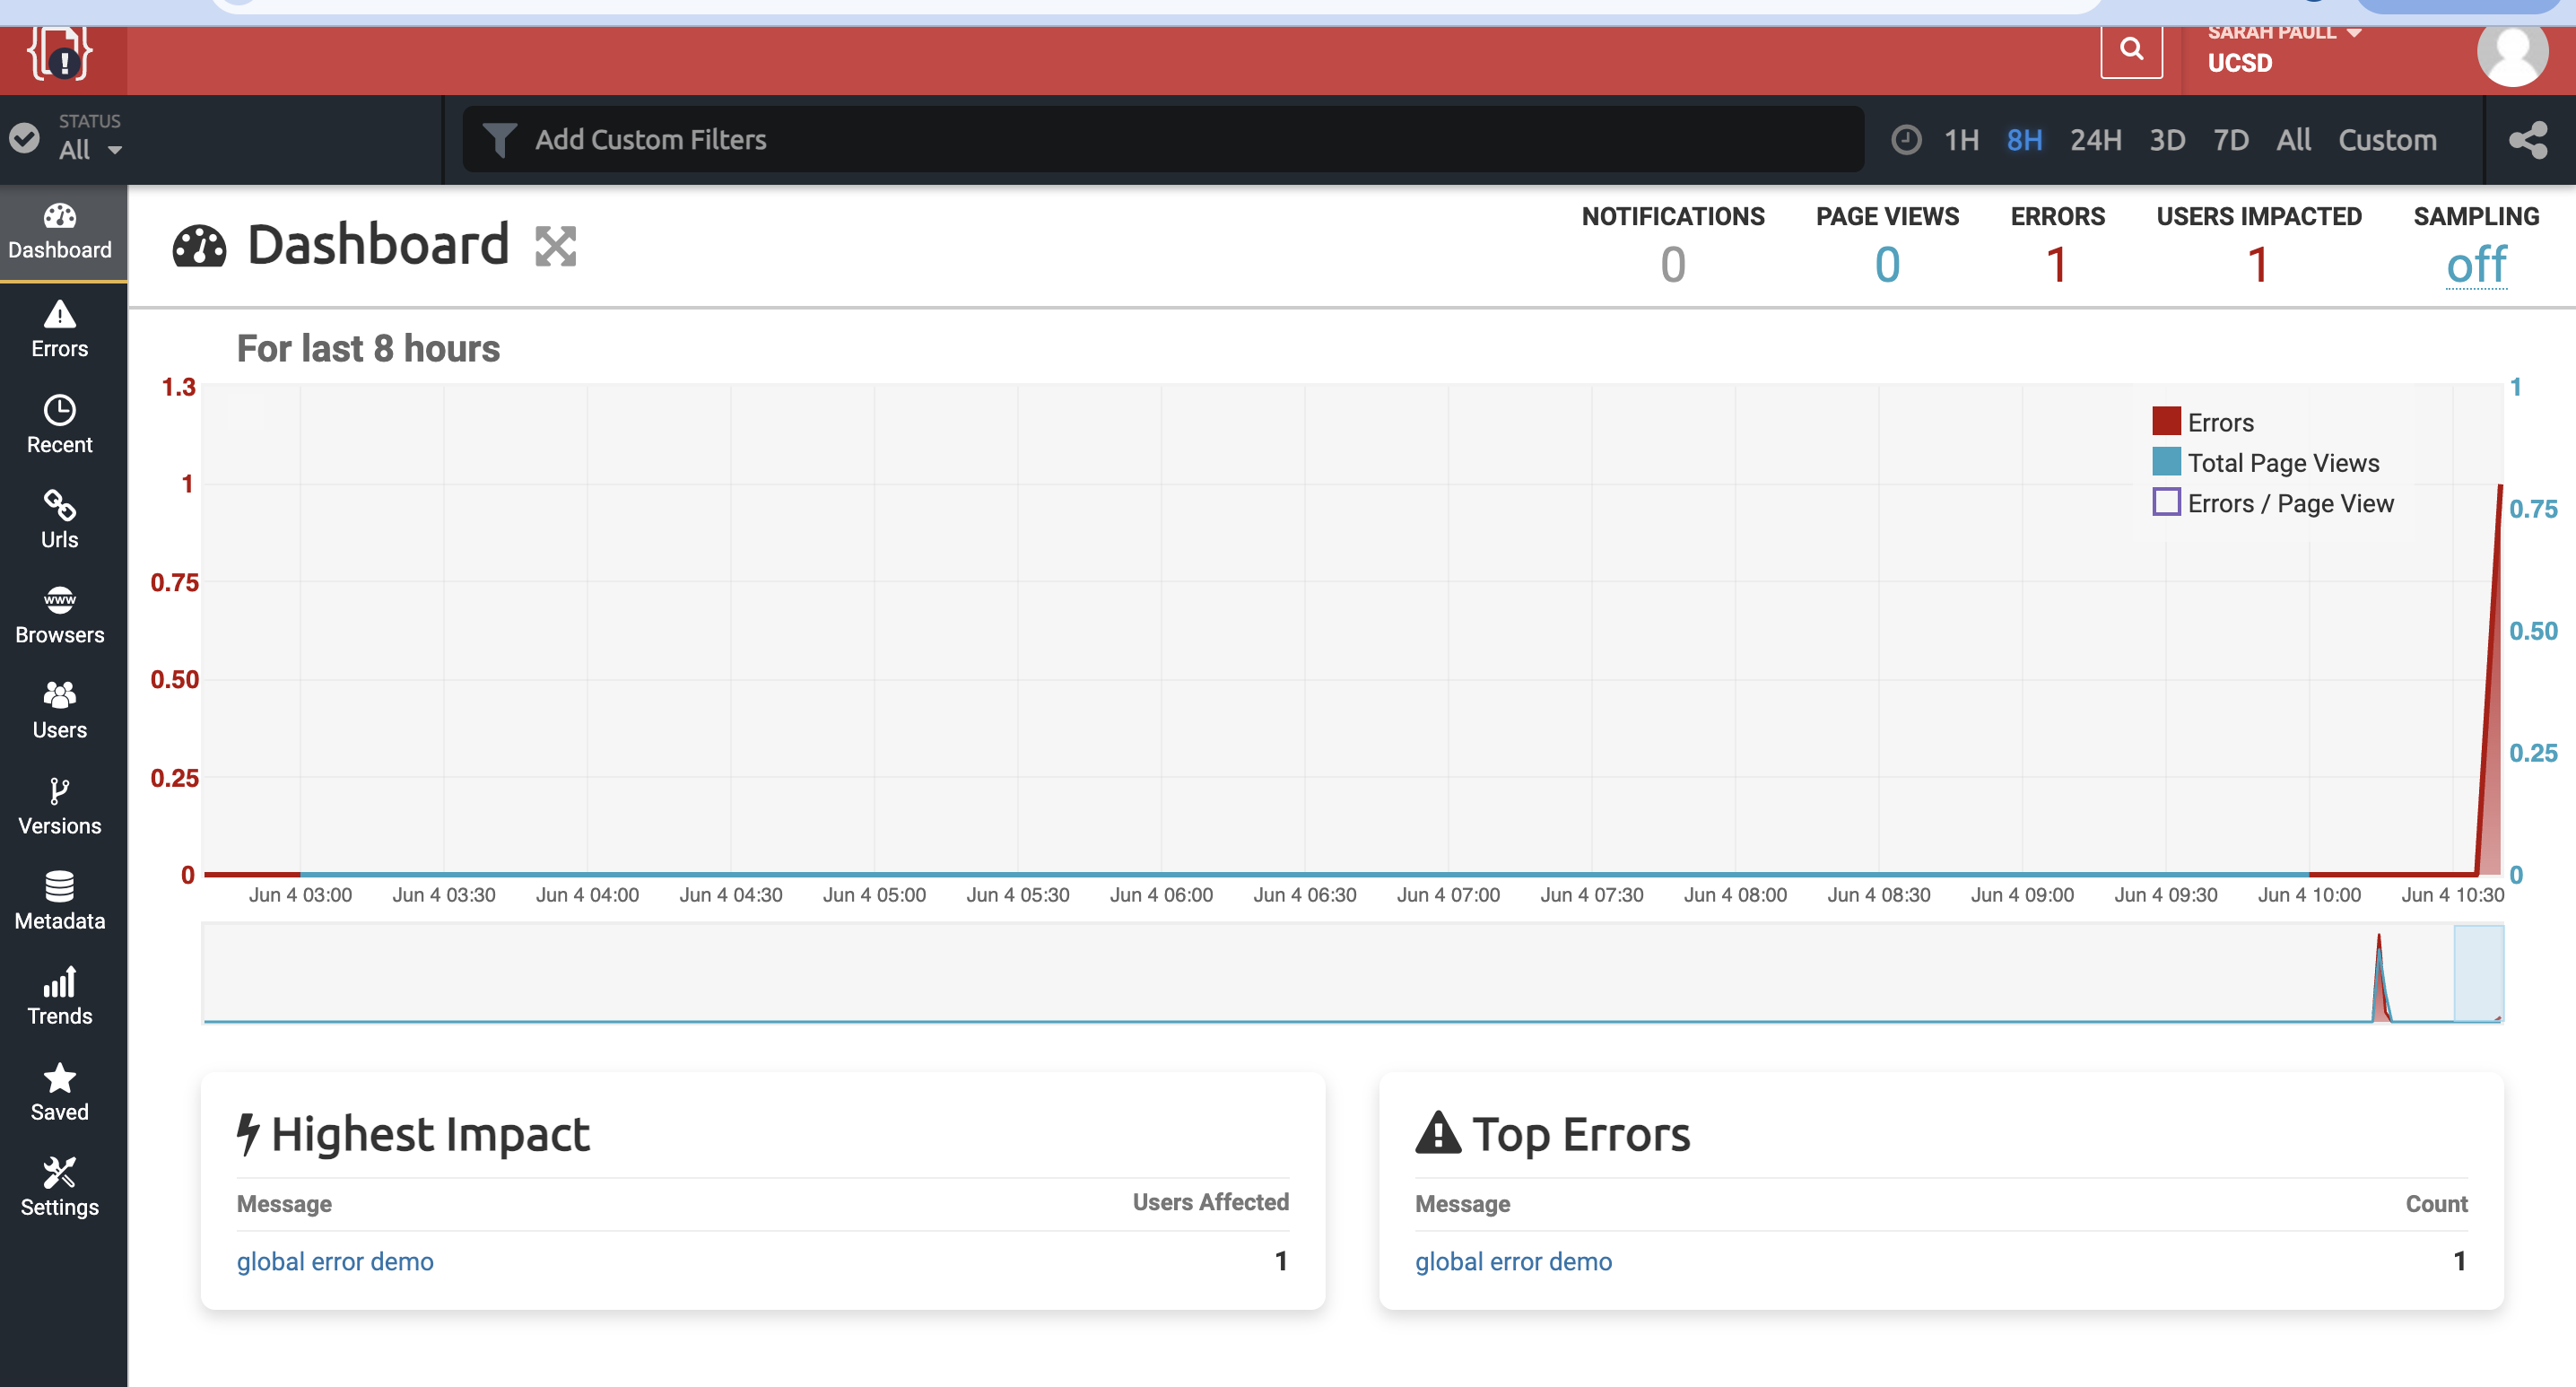 SARAH PAULL
UCSD
STATUS
All
Add Custom Filters
1H 8H 24H 3D 7D All Custom
Dashboard
Errors
Recent
Urls
www
Browsers
Users
Versions
Metadata
Trends
Saved
Settings
Dashboard
NOTIFICATIONS PAGE VIEWS ERRORS USERS IMPACTED SAMPLING
0 0 1 1 off
For last 8 hours
1.3
1
0.75
0.50
0.25
0
Errors
Total Page Views
Errors / Page View
1
0.75
0.50
0.25
0
Jun 4 03:00 Jun 4 03:30 Jun 4 04:00 Jun 4 04:30 Jun 4 05:00 Jun 4 05:30 Jun 4 06:00 Jun 4 06:30 Jun 4 07:00 Jun 4 07:30 Jun 4 08:00 Jun 4 08:30 Jun 4 09:00 Jun 4 09:30 Jun 4 10:00 Jun 4 10:30
Highest Impact
Message Users Affected
global error demo 1
Top Errors
Message Count
global error demo 1